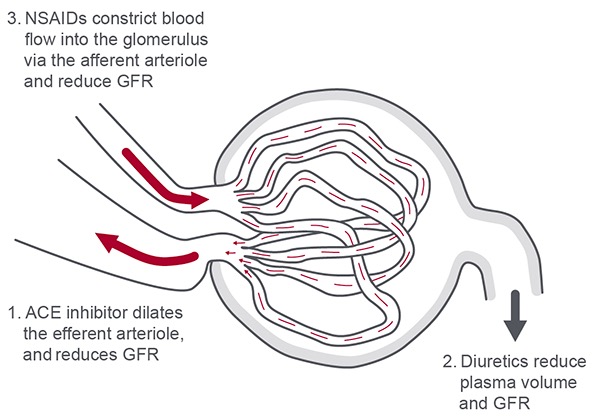 3. NSAIDs constrict blood
flow into the glomerulus
via the afferent arteriole
and reduce GFR
1. ACE inhibitor dilates
the efferent arteriole,
and reduces GFR
2. Diuretics reduce
plasma volume
and GFR